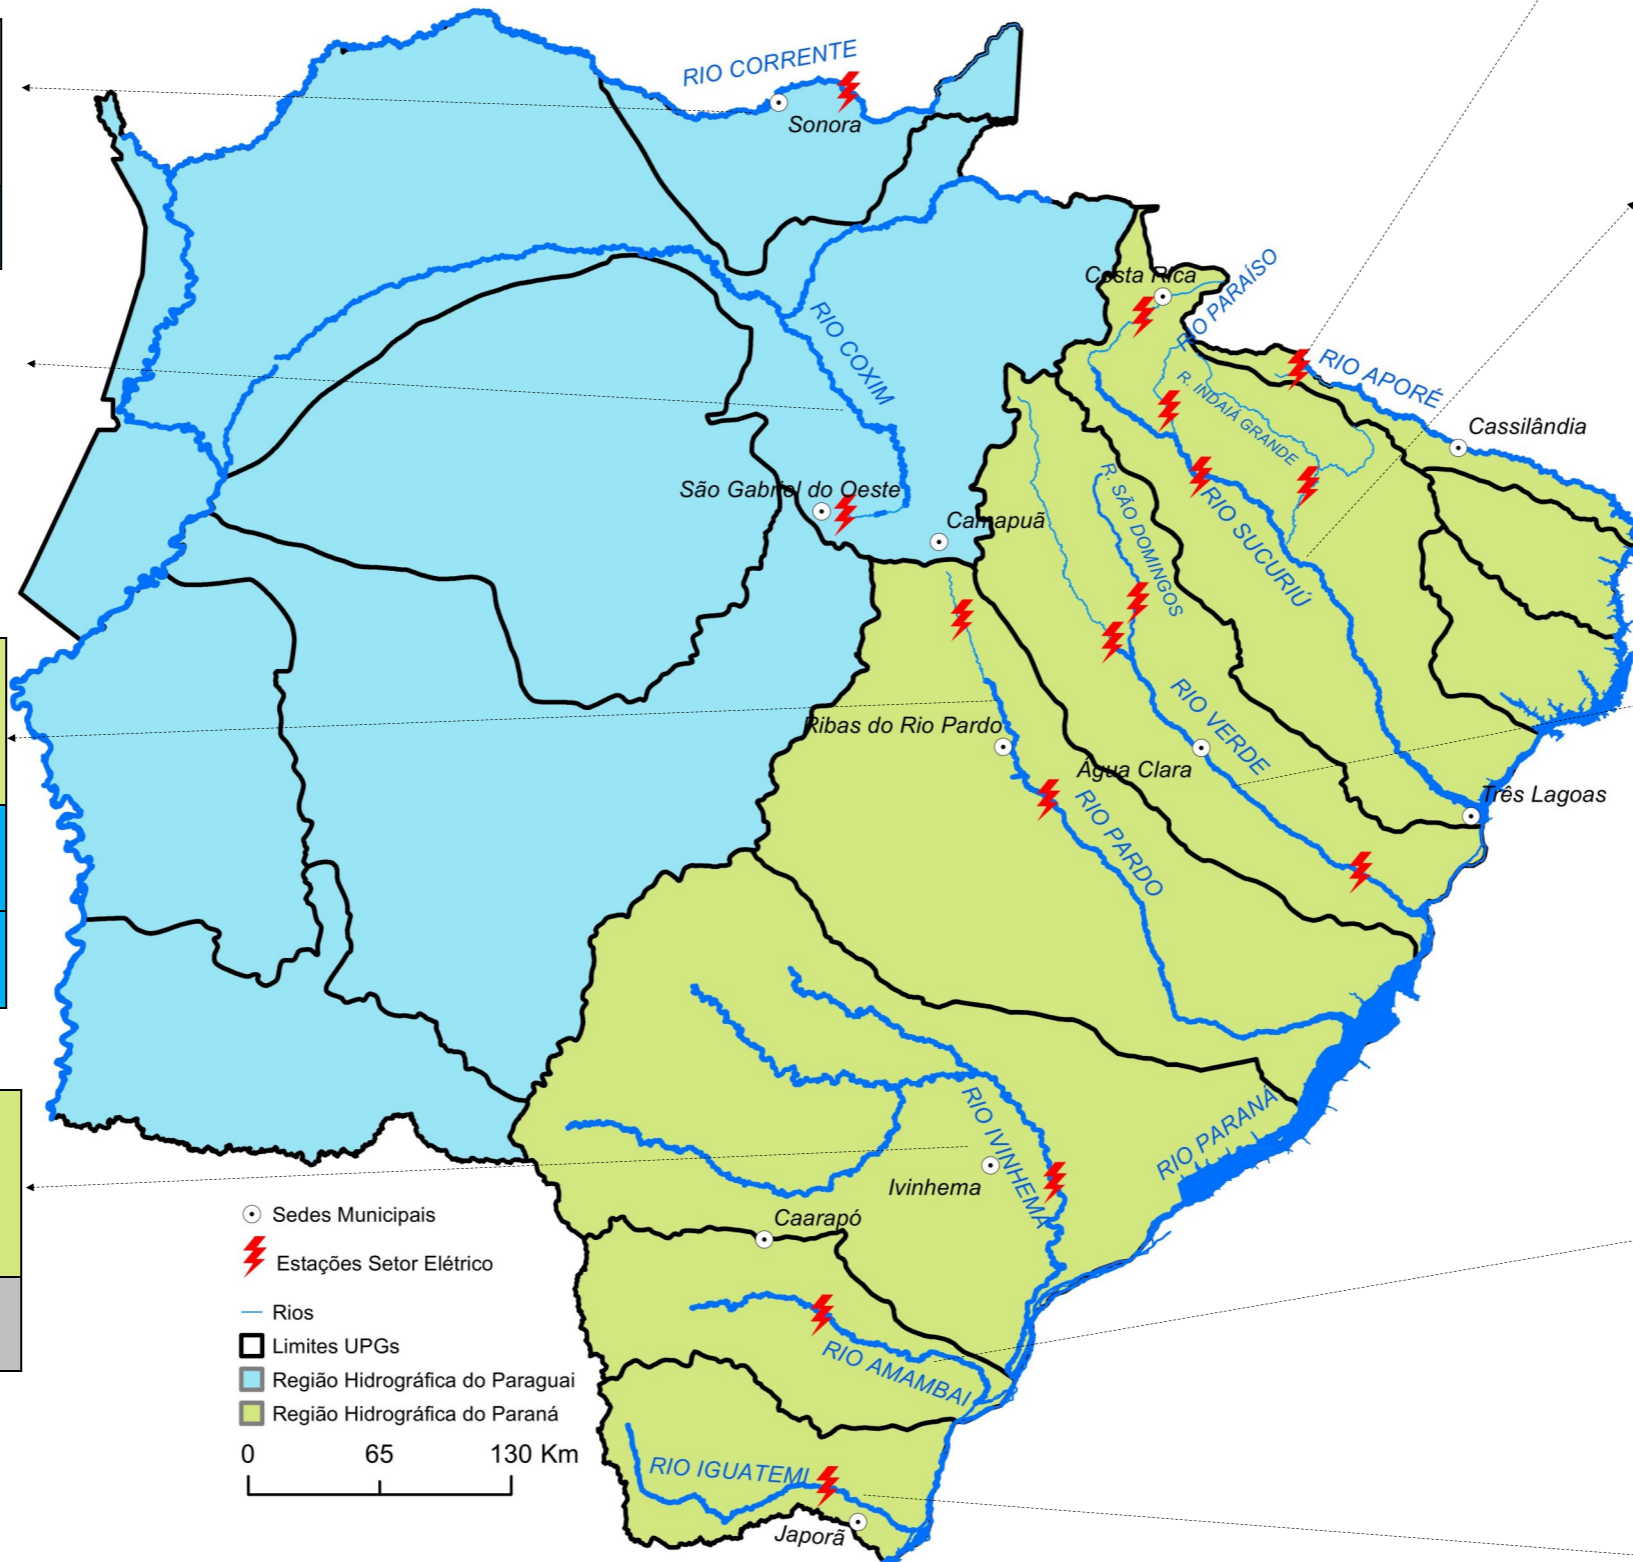 RIO CORRENTE
Sonora
Costa Rica
RIO PARAÍSO
RIO APORÉ
R. INDAIÁ GRANDE
Cassilândia
RIO COXIM
São Gabriel do Oeste
Camapuã
R. SÃO DOMINGOS
RIO SUCURIÚ
Ribas do Rio Pardo
RIO VERDE
Água Clara
RIO PARDO
Três Lagoas
RIO IVINHEMA
RIO PARANÁ
Ivinhema
Caarapó
RIO AMAMBAI
RIO IGUATEMI
Japorã
Sedes Municipais
Estações Setor Elétrico
Rios
Limites UPGs
Região Hidrográfica do Paraguai
Região Hidrográfica do Paraná
0 65 130 Km